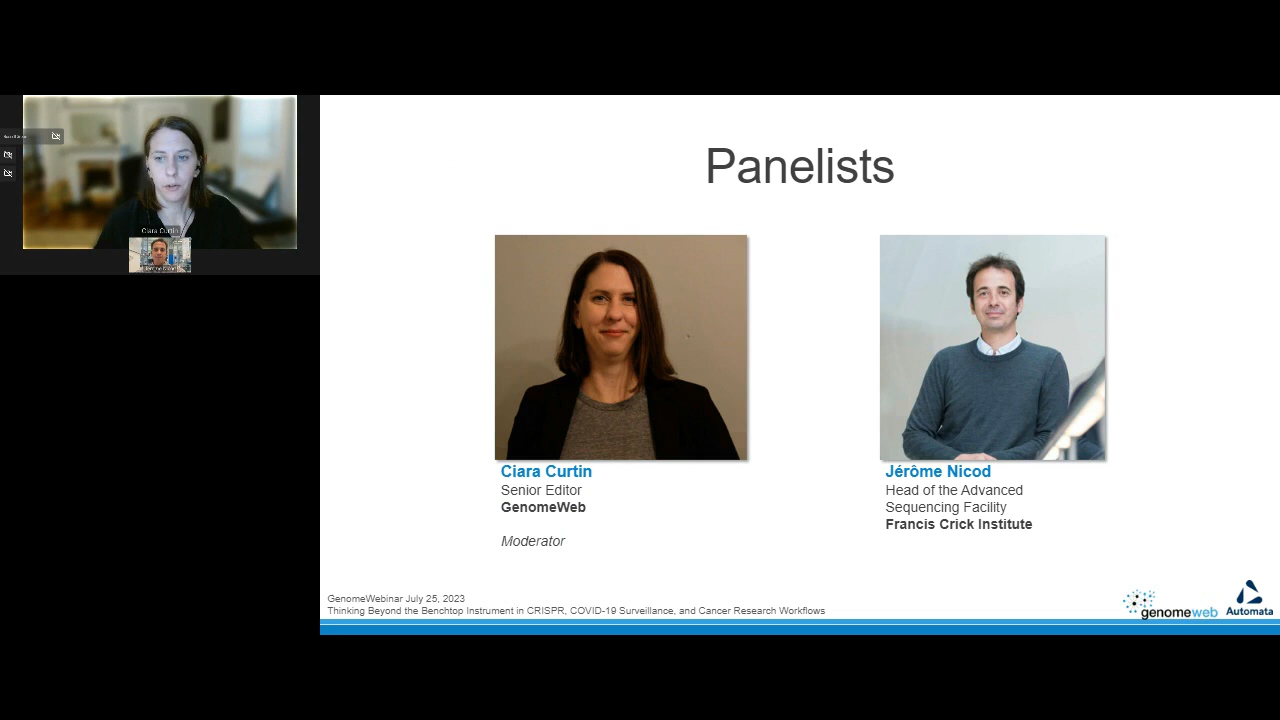 Ciara Curtin
Panelists
Ciara Curtin
Senior Editor
GenomeWeb
Moderator
Jérôme Nicod
Head of the Advanced
Sequencing Facility
Francis Crick Institute
GenomeWebinar July 25, 2023
Thinking Beyond the Benchtop Instrument in CRISPR, COVID-19 Surveillance, and Cancer Research Workflows
genomeweb
Automata